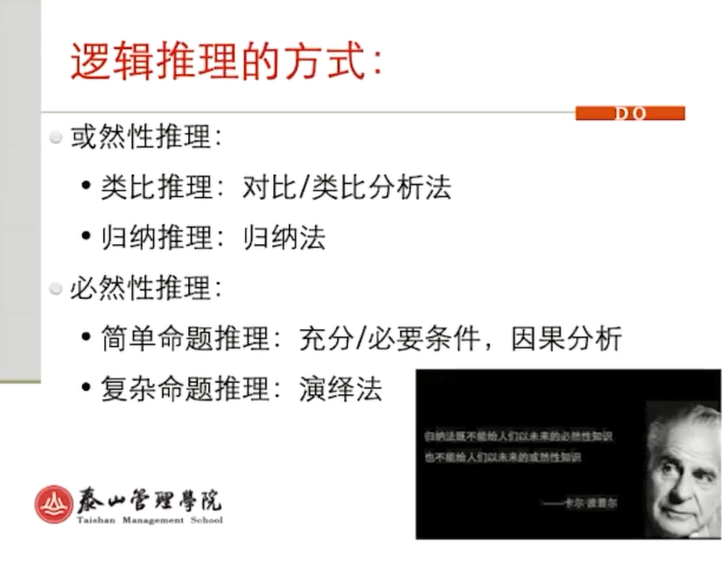 逻辑推理的方式：
DO
或然性推理：
• 类比推理：对比/类比分析法
• 归纳推理：归纳法
必然性推理：
• 简单命题推理：充分/必要条件，因果分析
• 复杂命题推理：演绎法
归纳法既不能给人们以未来的必然性知识
也不能给人们以未来的或然性知识
——卡尔·波普尔
泰山管理學院
Taishan Management School